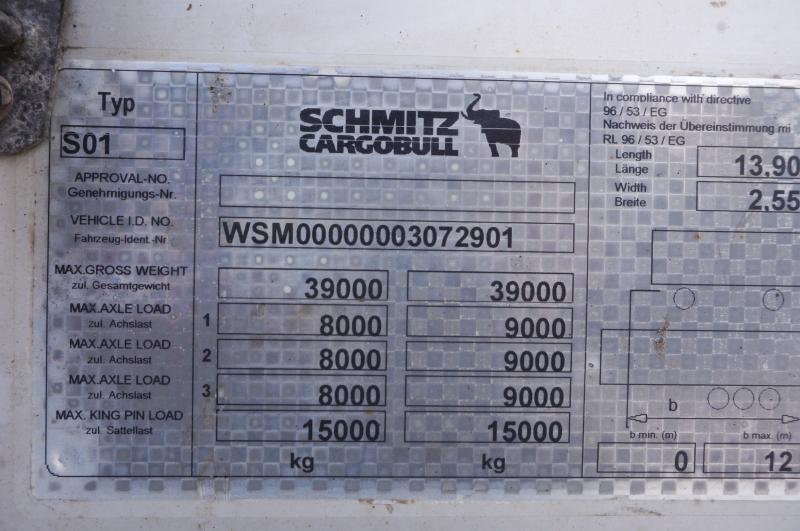 Typ
S01
SCHMITZ
CARGOBULL
APPROVAL-NO.
Genehmigungs-Nr.
VEHICLE I.D. NO.
Fahrzeug-Ident.-Nr
WSM00000003072901
MAX.GROSS WEIGHT
zul. Gesamtgewicht
39000 39000
MAX.AXLE LOAD
zul. Achslast
1 8000 9000
MAX.AXLE LOAD
zul. Achslast
2 8000 9000
MAX.AXLE LOAD
zul. Achslast
3 8000 9000
MAX. KING PIN LOAD
zul. Sattellast
15000 15000
kg kg
In compliance with directive
96 / 53 / EG
Nachweis der Übereinstimmung mi
RL 96 / 53 / EG
Length
Länge
13,90
Width
Breite
2,55
b
b min. (m) b max. (m)
0 12